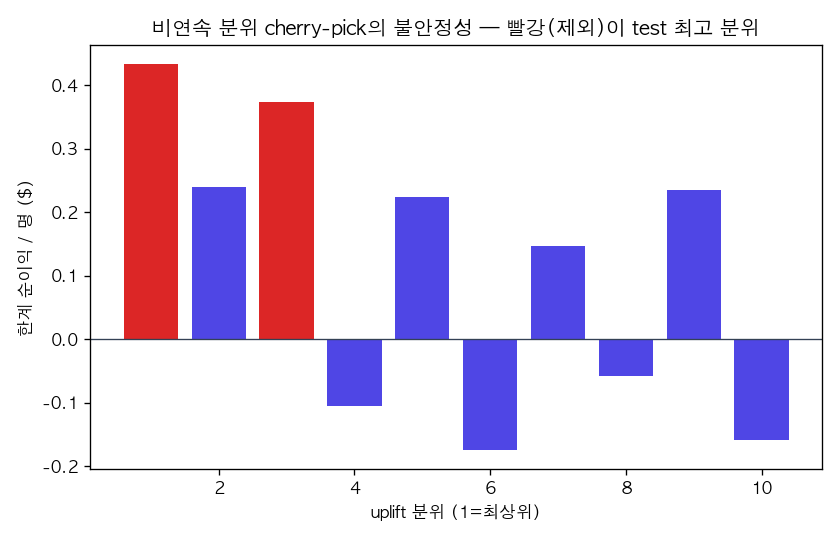 비연속 분위 cherry-pick의 불안정성 — 빨강(제외)이 test 최고 분위
한계 순이익 / 명 ($)
0.4
0.3
0.2
0.1
0.0
-0.1
-0.2
2 4 6 8 10
uplift 분위 (1=최상위)